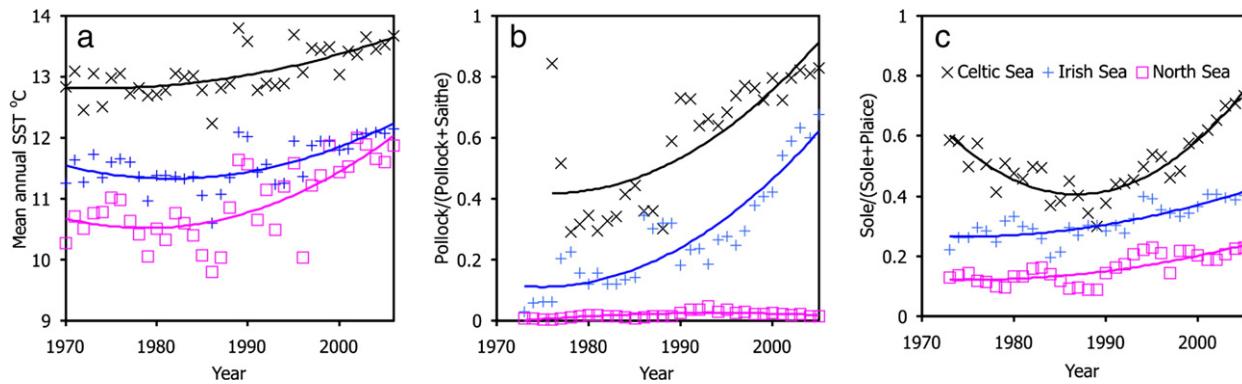 a
Mean annual SST °C
14
13
12
11
10
9
1970
1980
1990
2000
Year
b
Pollock/(Pollock+Saithe)
1
0.8
0.6
0.4
0.2
0
1970
1980
1990
2000
Year
c
Celtic Sea
Irish Sea
North Sea
Sole/(Sole+Plaice)
1
0.8
0.6
0.4
0.2
0
1970
1980
1990
2000
Year